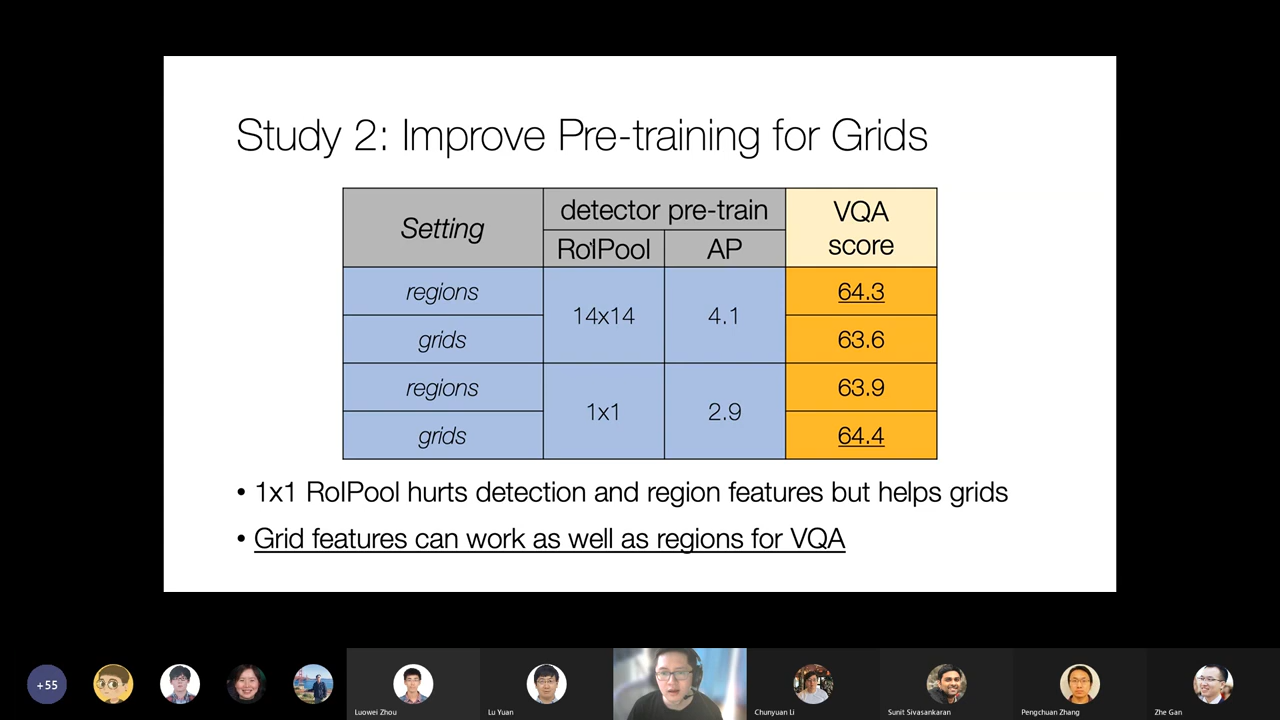 Study 2: Improve Pre-training for Grids
Setting
detector pre-train
VQA
score
RoIPool
AP
regions
14x14
4.1
64.3
grids
63.6
regions
1x1
2.9
63.9
grids
64.4
• 1x1 RoIPool hurts detection and region features but helps grids
• Grid features can work as well as regions for VQA
+55
Luowei Zhou
Lu Yuan
Chunyuan Li
Sunit Sivasankaran
Pengchuan Zhang
Zhe Gan